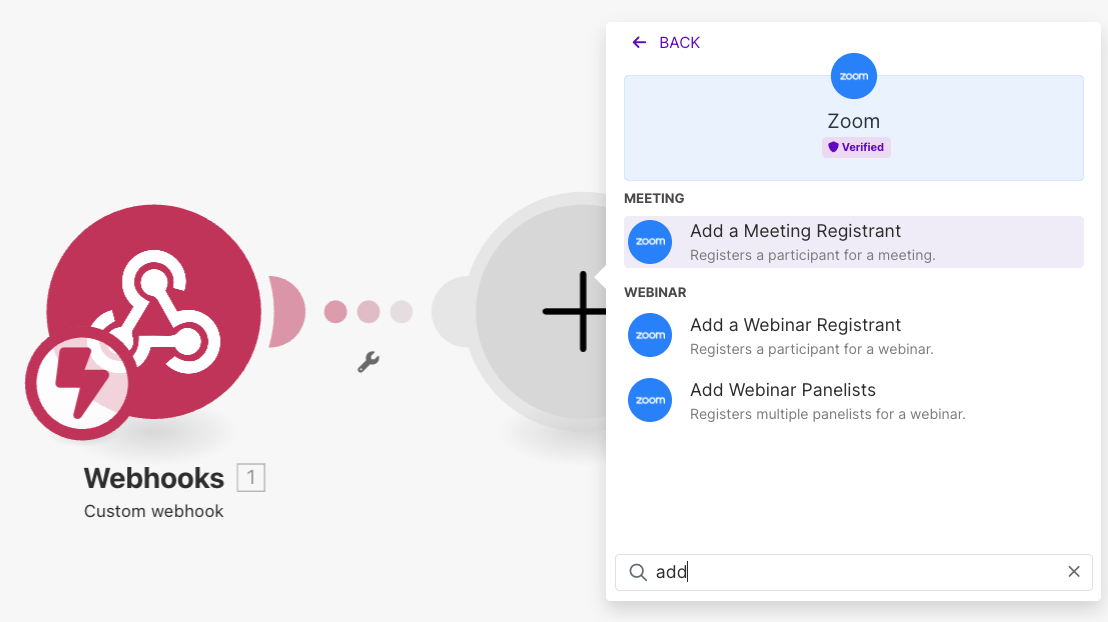 BACK
zoom
Zoom
Verified
MEETING
zoom
Add a Meeting Registrant
Registers a participant for a meeting.
WEBINAR
zoom
Add a Webinar Registrant
Registers a participant for a webinar.
zoom
Add Webinar Panelists
Registers multiple panelists for a webinar.
Webhooks 1
Custom webhook
add